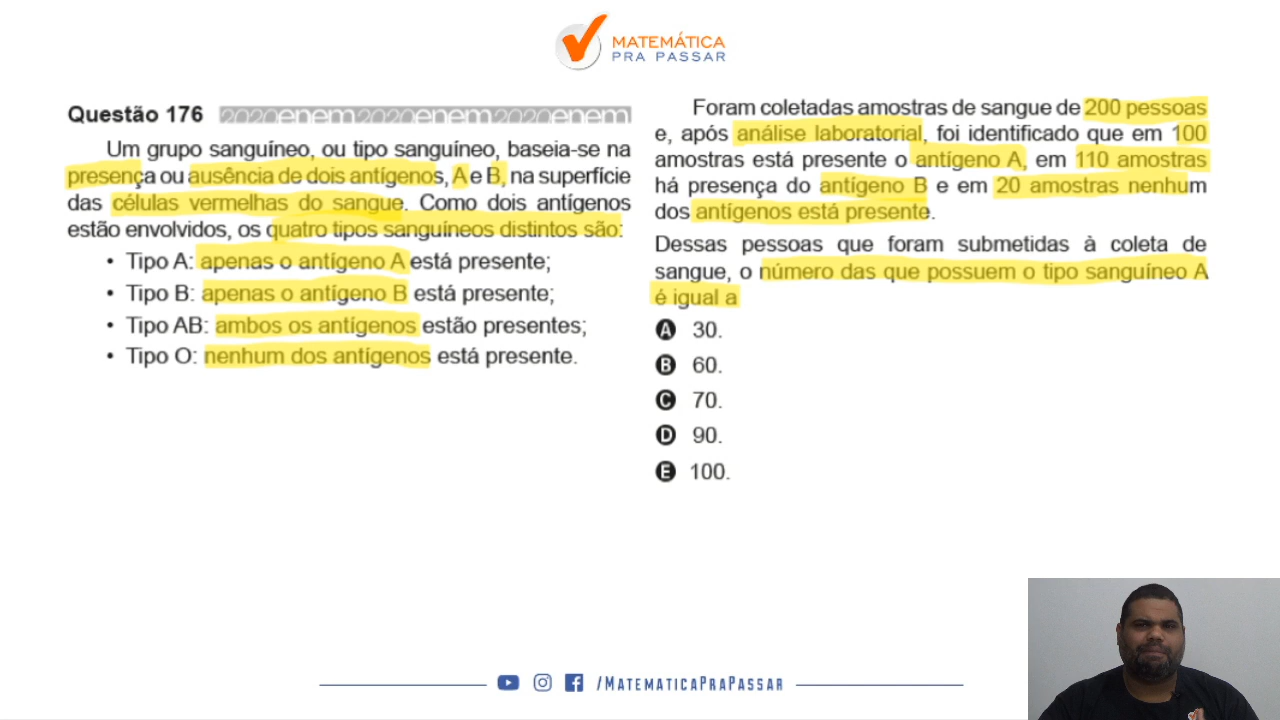 MATEMÁTICA
PRA PASSAR
Questão 176 2020enem2020enem2020enem
Um grupo sanguíneo, ou tipo sanguíneo, baseia-se na
presença ou ausência de dois antígenos, A e B, na superfície
das células vermelhas do sangue. Como dois antígenos
estão envolvidos, os quatro tipos sanguíneos distintos são:
• Tipo A: apenas o antígeno A está presente;
• Tipo B: apenas o antígeno B está presente;
• Tipo AB: ambos os antígenos estão presentes;
• Tipo O: nenhum dos antígenos está presente.
Foram coletadas amostras de sangue de 200 pessoas
e, após análise laboratorial, foi identificado que em 100
amostras está presente o antígeno A, em 110 amostras
há presença do antígeno B e em 20 amostras nenhum
dos antígenos está presente.
Dessas pessoas que foram submetidas à coleta de
sangue, o número das que possuem o tipo sanguíneo A
é igual a
A 30.
B 60.
C 70.
D 90.
E 100.
/MATEMATICAPRAPASSAR